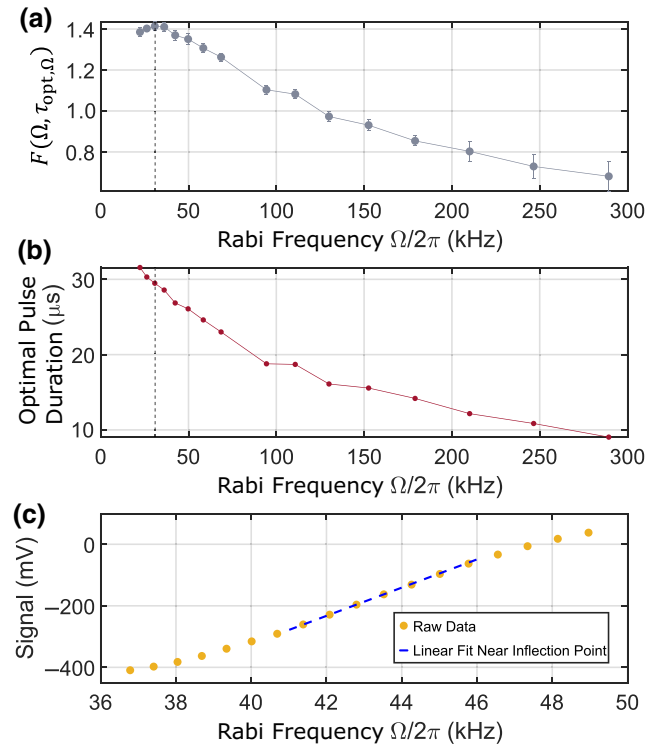 (a)
F(Ω, τopt,Ω)
1.4
1.2
1.0
0.8
0 50 100 150 200 250 300
Rabi Frequency Ω/2π (kHz)
(b)
Optimal Pulse
Duration (μs)
30
20
10
0 50 100 150 200 250 300
Rabi Frequency Ω/2π (kHz)
(c)
Signal (mV)
0
−200
−400
Raw Data
Linear Fit Near Inflection Point
36 38 40 42 44 46 48 50
Rabi Frequency Ω/2π (kHz)